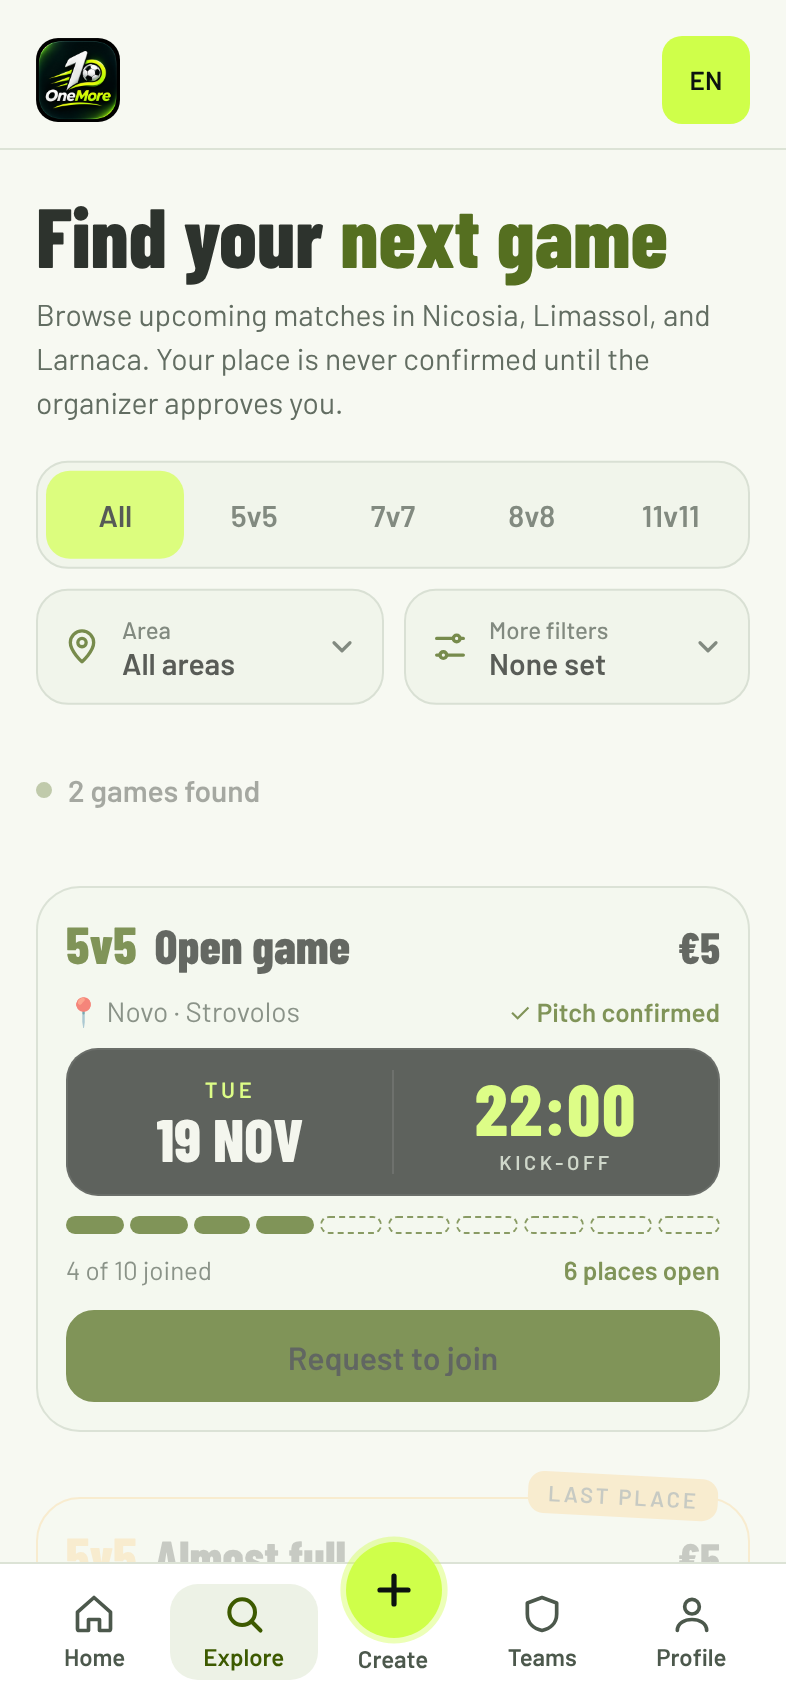 OneMore
EN
Find your next game
Browse upcoming matches in Nicosia, Limassol, and
Larnaca. Your place is never confirmed until the
organizer approves you.
All 5v5 7v7 8v8 11v11
Area
All areas
More filters
None set
2 games found
5v5 Open game €5
Novo · Strovolos ✓ Pitch confirmed
TUE
19 NOV
22:00
KICK-OFF
4 of 10 joined 6 places open
Request to join
LAST PLACE
5v5 Almost full €5
Home Explore Create Teams Profile